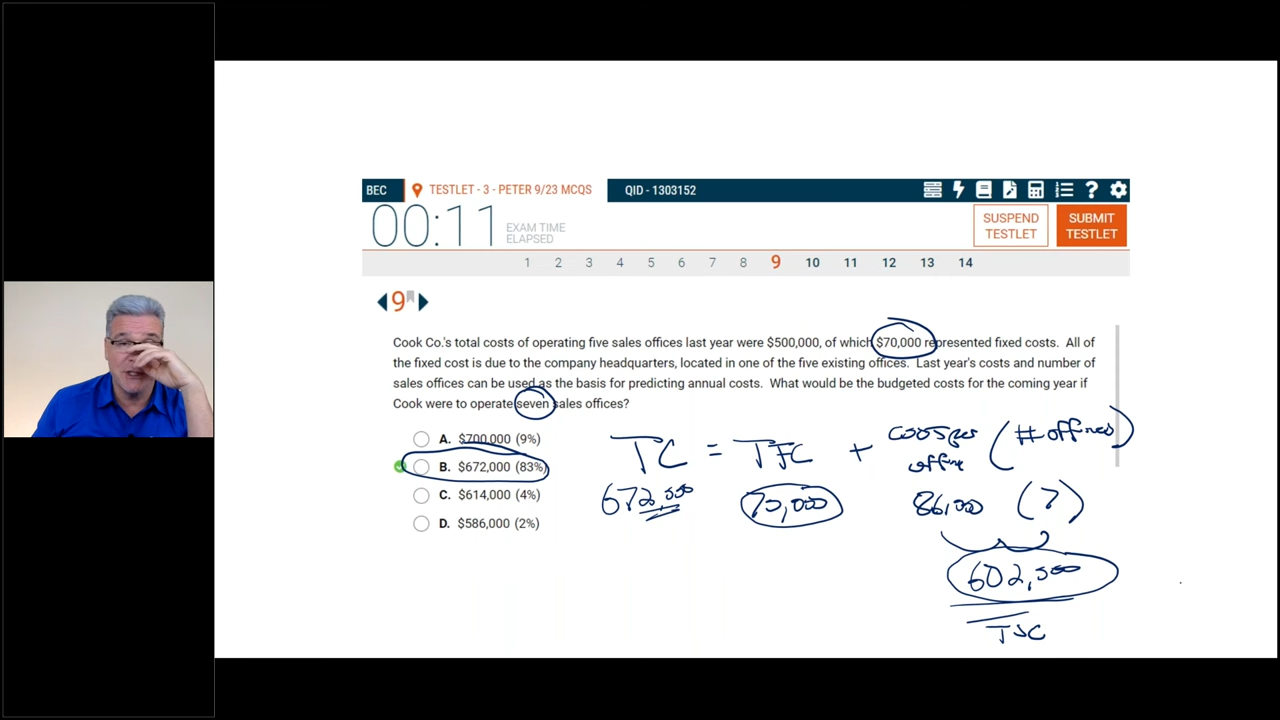 BEC TESTLET - 3 - PETER 9/23 MCQS QID - 1303152
00:11 EXAM TIME ELAPSED
SUSPEND TESTLET
SUBMIT TESTLET
1 2 3 4 5 6 7 8 9 10 11 12 13 14
9
Cook Co.'s total costs of operating five sales offices last year were $500,000, of which $70,000 represented fixed costs. All of
the fixed cost is due to the company headquarters, located in one of the five existing offices. Last year's costs and number of
sales offices can be used as the basis for predicting annual costs. What would be the budgeted costs for the coming year if
Cook were to operate seven sales offices?
A. $700,000 (9%)
B. $672,000 (83%)
C. $614,000 (4%)
D. $586,000 (2%)
TC = TFC + per office (# offices)
672,000 70,000 86,000 (7)
602,000